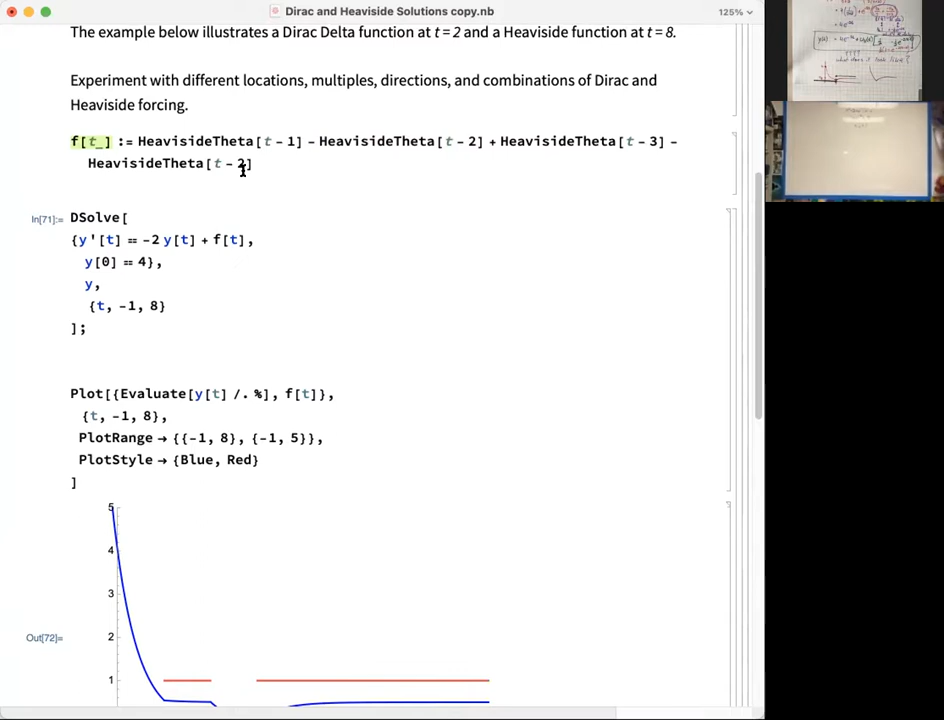 Dirac and Heaviside Solutions copy.nb
125%
The example below illustrates a Dirac Delta function at t = 2 and a Heaviside function at t = 8.
Experiment with different locations, multiples, directions, and combinations of Dirac and
Heaviside forcing.
f[t_] := HeavisideTheta[t - 1] - HeavisideTheta[t - 2] + HeavisideTheta[t - 3] -
HeavisideTheta[t - 2]
In[71]:= DSolve[
{y'[t] == -2 y[t] + f[t],
y[0] == 4},
y,
{t, -1, 8}
];
Plot[{Evaluate[y[t] /. %], f[t]},
{t, -1, 8},
PlotRange → {{-1, 8}, {-1, 5}},
PlotStyle → {Blue, Red}
]
5
4
3
Out[72]=
2
1